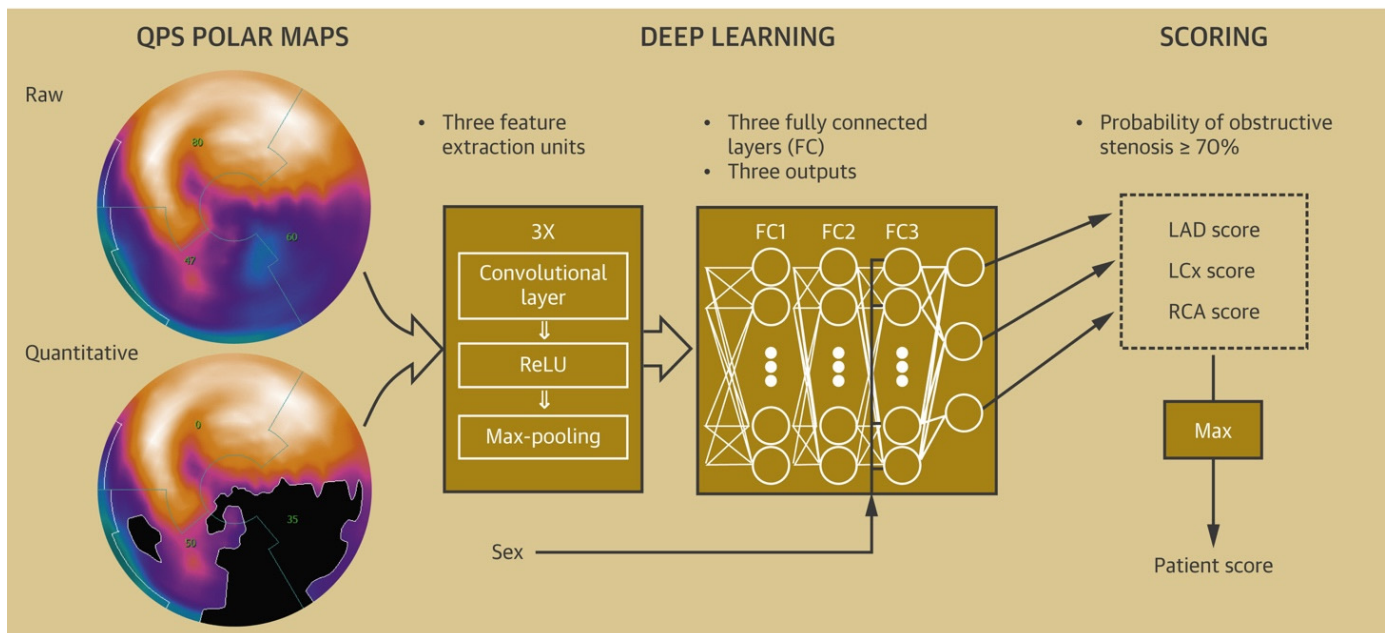 QPS POLAR MAPS
Raw
80
60
47
Quantitative
0
35
50
DEEP LEARNING
• Three feature
extraction units
• Three fully connected
layers (FC)
• Three outputs
3X
Convolutional
layer
⇓
ReLU
⇓
Max-pooling
FC1 FC2 FC3
Sex
SCORING
• Probability of obstructive
stenosis ≥ 70%
LAD score
LCx score
RCA score
Max
Patient score